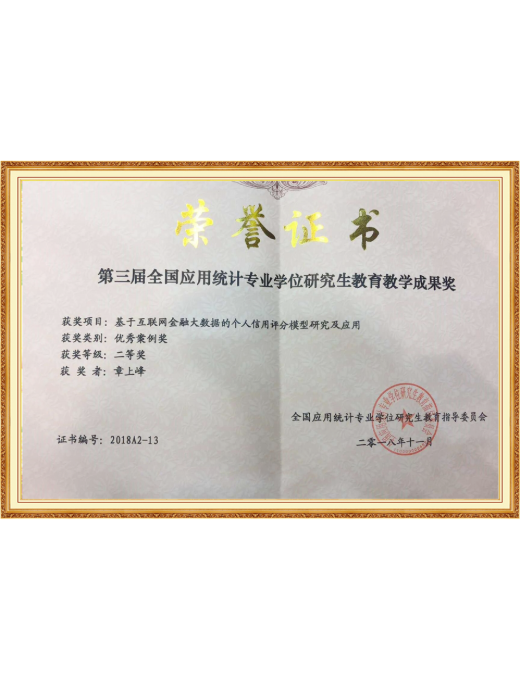 荣誉证书
第三届全国应用统计专业学位研究生教育教学成果奖
获奖项目：基于互联网金融大数据的个人信用评分模型研究及应用
获奖类别：优秀案例奖
获奖等级：二等奖
获 奖 者：章上峰
全国应用统计专业学位研究生教育指导委员会
证书编号：2018A2-13
二零一八年十一月